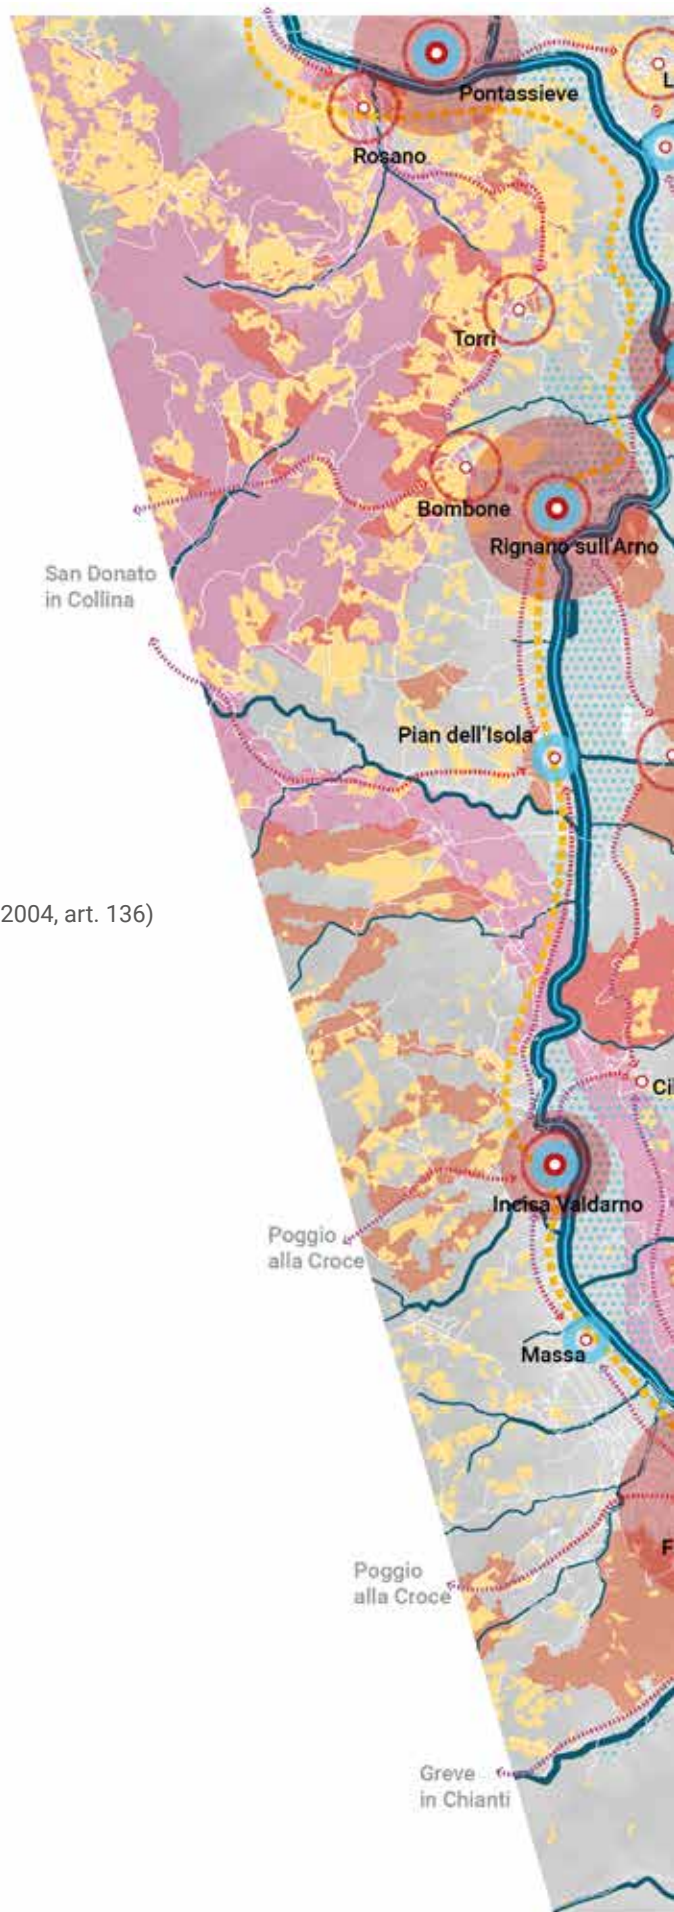 Pontassieve
L
Rosano
Torri
Bombone
Rignano sull'Arno
San Donato
in Collina
Pian dell'Isola
2004, art. 136)
Ci
Incisa Valdarno
Poggio
alla Croce
Massa
F
Poggio
alla Croce
Greve
in Chianti